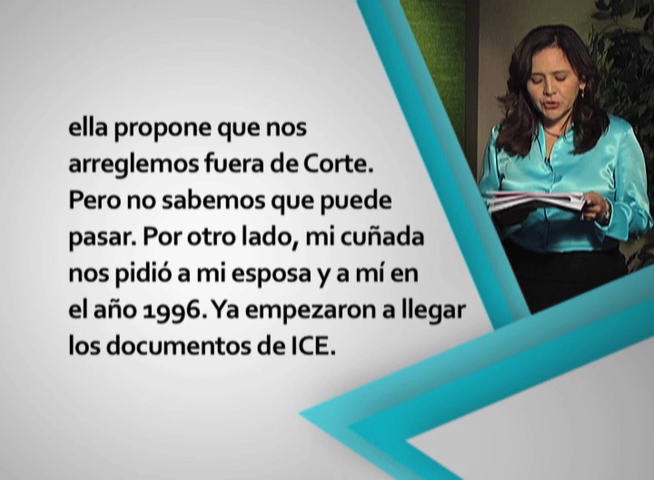 ella propone que nos
arreglemos fuera de Corte.
Pero no sabemos que puede
pasar. Por otro lado, mi cuñada
nos pidió a mi esposa y a mí en
el año 1996. Ya empezaron a llegar
los documentos de ICE.